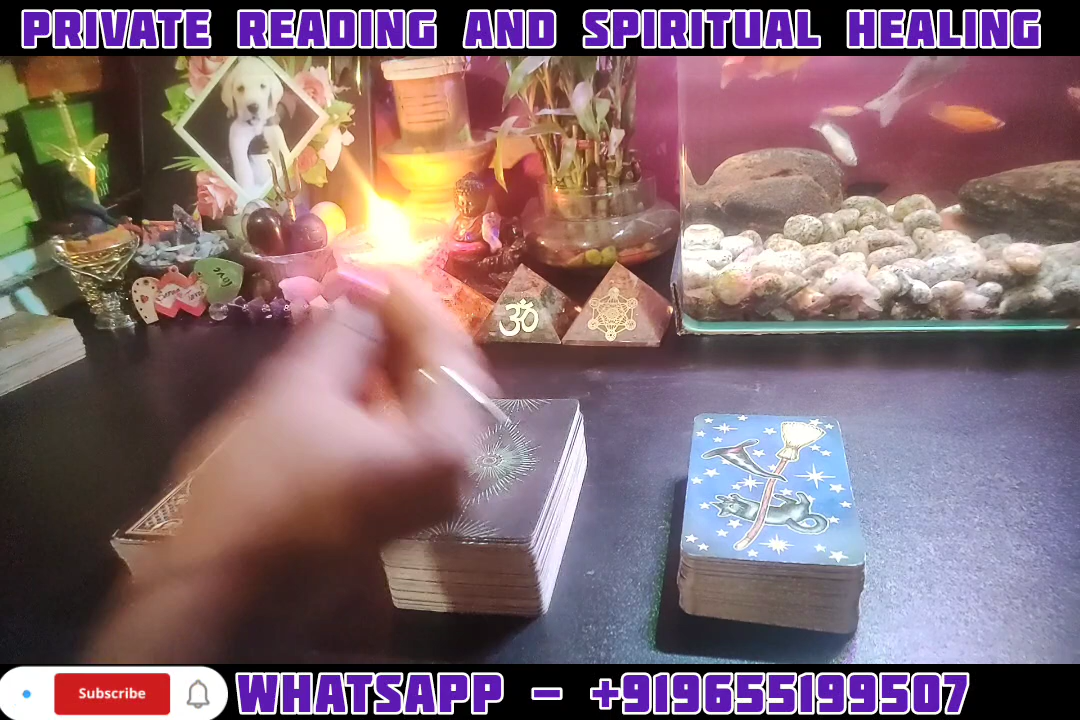 PRIVATE READING AND SPIRITUAL HEALING
ॐ
Subscribe
WHATSAPP - +919655199507